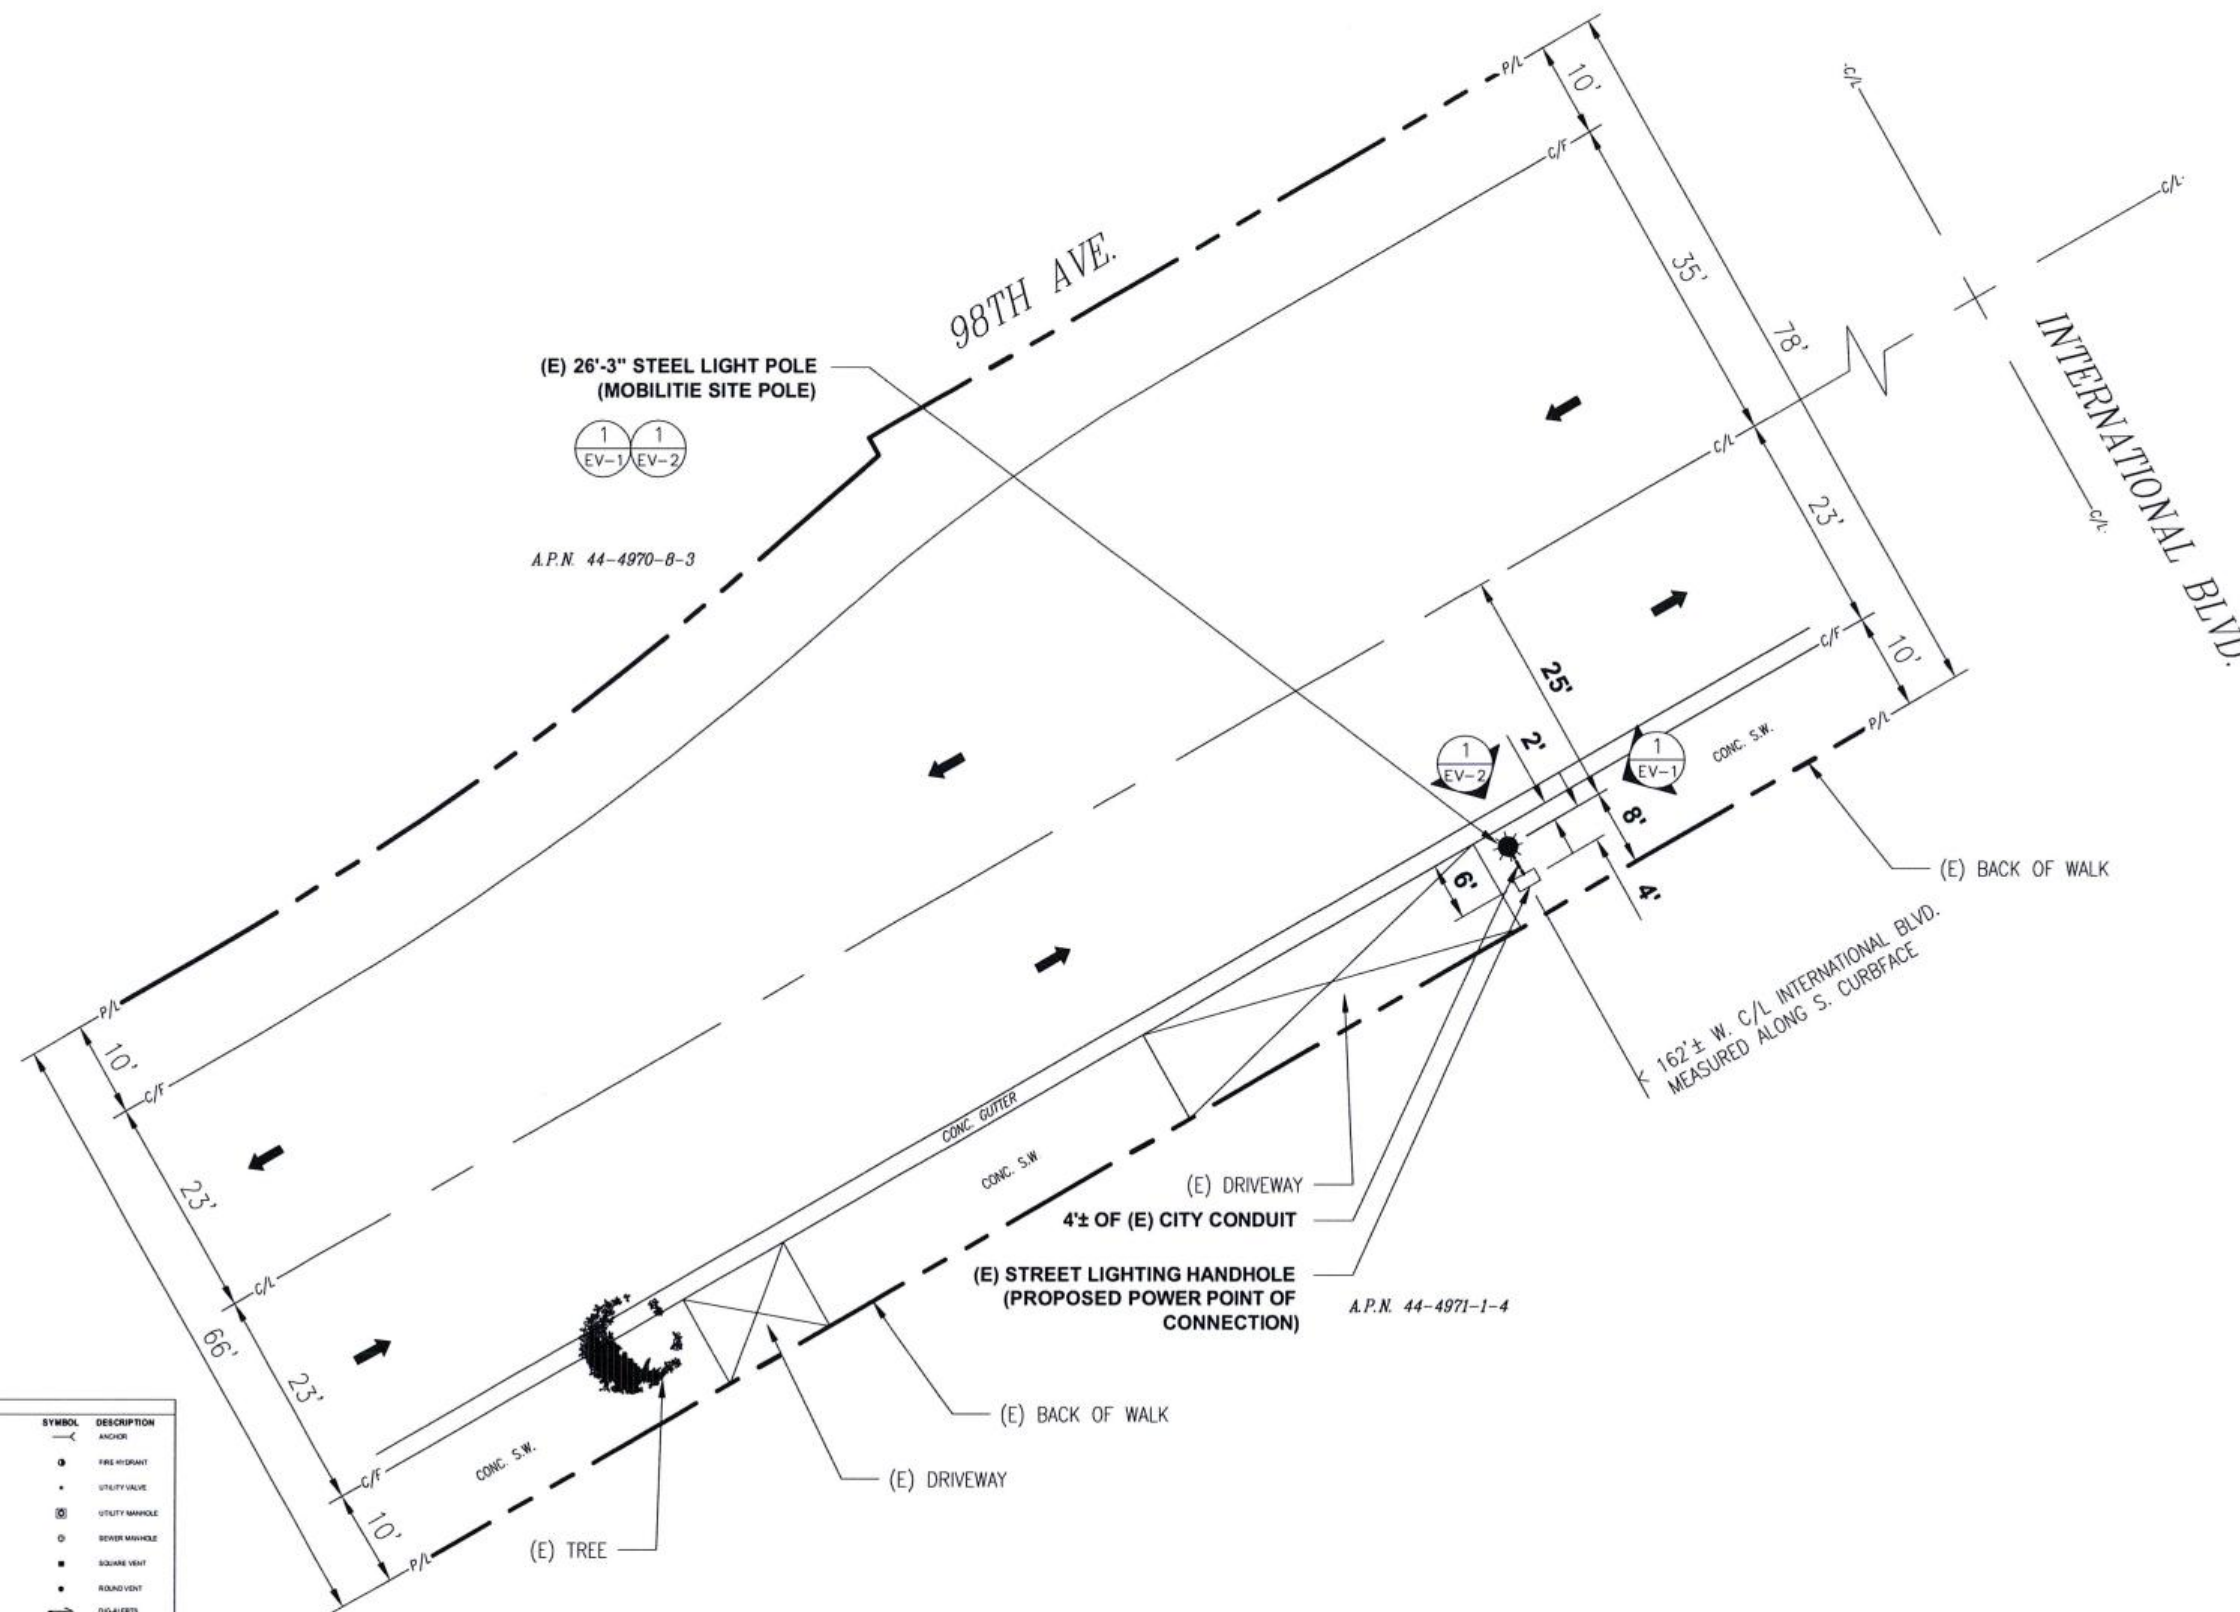 P/L
10'
C/F
35'
78'
C/L
C/L
C/L
C/L
23'
C/F
10'
P/L
INTERNATIONAL BLVD.
98TH AVE.
(E) 26'-3" STEEL LIGHT POLE
(MOBILITIE SITE POLE)
1
EV-1
1
EV-2
A.P.N. 44-4970-8-3
25'
2'
1
EV-2
1
EV-1
CONC. S.W.
8'
6'
4'
(E) BACK OF WALK
162'± W. C/L INTERNATIONAL BLVD.
MEASURED ALONG S. CURBFACE
P/L
10'
C/F
23'
C/L
66'
23'
C/F
10'
P/L
CONC. GUTTER
CONC. S.W
(E) DRIVEWAY
4'± OF (E) CITY CONDUIT
(E) STREET LIGHTING HANDHOLE
(PROPOSED POWER POINT OF
CONNECTION)
A.P.N. 44-4971-1-4
(E) BACK OF WALK
(E) DRIVEWAY
CONC. S.W.
(E) TREE
SYMBOL DESCRIPTION
ANCHOR
FIRE HYDRANT
UTILITY VALVE
UTILITY MANHOLE
SEWER MANHOLE
SQUARE VENT
ROUND VENT